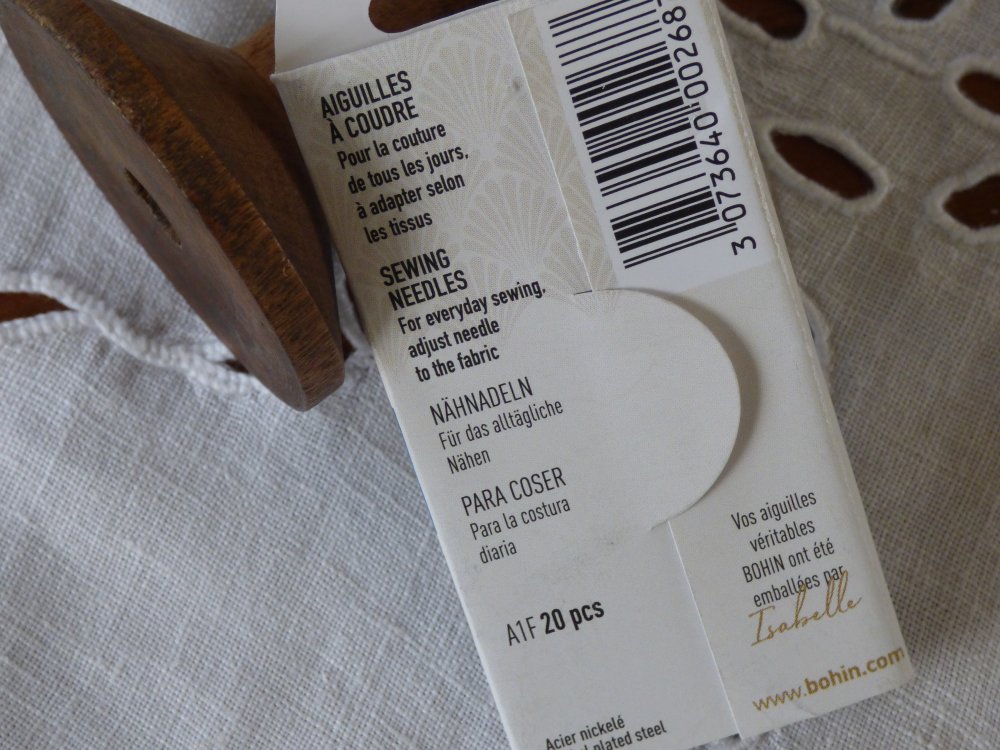 AIGUILLES
À COUDRE
Pour la couture
de tous les jours,
à adapter selon
les tissus
SEWING
NEEDLES
For everyday sewing,
adjust needle
to the fabric
NÄHNADELN
Für das alltägliche
Nähen
PARA COSER
Para la costura
diaria
A1F 20 pcs
Acier nickelé
plated steel
3 073640 00268
Vos aiguilles
véritables
BOHIN ont été
emballées par
Isabelle
www.bohin.com